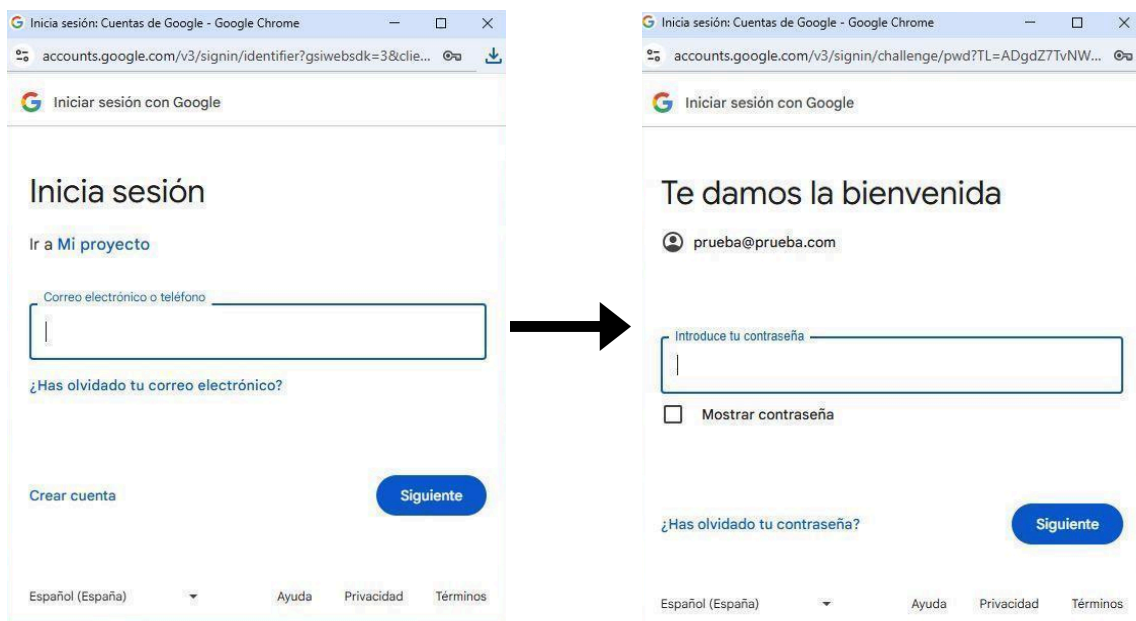 Inicia sesión: Cuentas de Google - Google Chrome
accounts.google.com/v3/signin/identifier?gsiwebsdk=3&clie...
Iniciar sesión con Google
Inicia sesión
Ir a Mi proyecto
Correo electrónico o teléfono
¿Has olvidado tu correo electrónico?
Crear cuenta
Siguiente
Español (España)
Ayuda
Privacidad
Términos
Inicia sesión: Cuentas de Google - Google Chrome
accounts.google.com/v3/signin/challenge/pwd?TL=ADgdZ7TvNW...
Iniciar sesión con Google
Te damos la bienvenida
prueba@prueba.com
Introduce tu contraseña
Mostrar contraseña
¿Has olvidado tu contraseña?
Siguiente
Español (España)
Ayuda
Privacidad
Términos